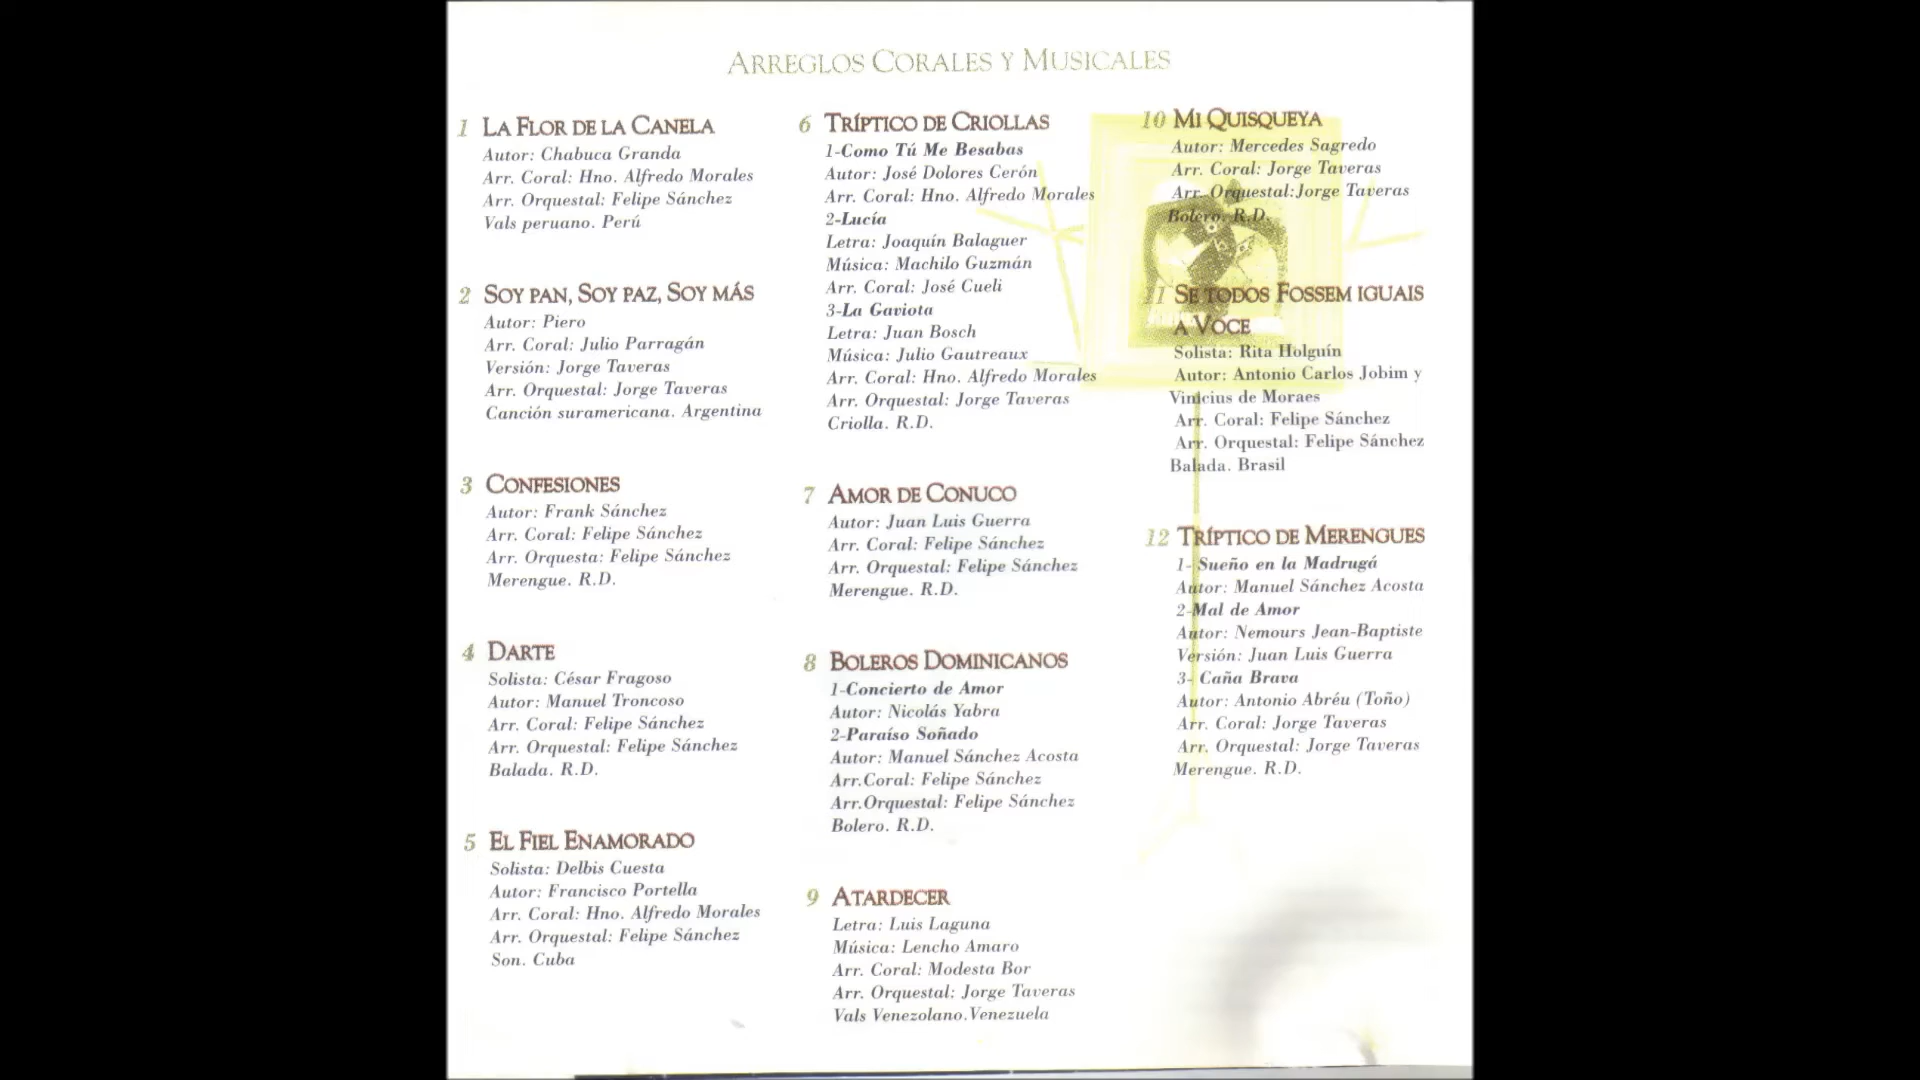 ARREGLOS CORALES Y MUSICALES
1 LA FLOR DE LA CANELA
Autor: Chabuca Granda
Arr. Coral: Hno. Alfredo Morales
Arr. Orquestal: Felipe Sánchez
Vals peruano. Perú
2 SOY PAN, SOY PAZ, SOY MÁS
Autor: Piero
Arr. Coral: Julio Parragán
Versión: Jorge Taveras
Arr. Orquestal: Jorge Taveras
Canción suramericana. Argentina
3 CONFESIONES
Autor: Frank Sánchez
Arr. Coral: Felipe Sánchez
Arr. Orquesta: Felipe Sánchez
Merengue. R.D.
4 DARTE
Solista: César Fragoso
Autor: Manuel Troncoso
Arr. Coral: Felipe Sánchez
Arr. Orquestal: Felipe Sánchez
Balada. R.D.
5 EL FIEL ENAMORADO
Solista: Delbis Cuesta
Autor: Francisco Portella
Arr. Coral: Hno. Alfredo Morales
Arr. Orquestal: Felipe Sánchez
Son. Cuba
6 TRÍPTICO DE CRIOLLAS
1-Como Tú Me Besabas
Autor: José Dolores Cerón
Arr. Coral: Hno. Alfredo Morales
2-Lucía
Letra: Joaquín Balaguer
Música: Machilo Guzmán
Arr. Coral: José Cueli
3-La Gaviota
Letra: Juan Bosch
Música: Julio Gautreaux
Arr. Coral: Hno. Alfredo Morales
Arr. Orquestal: Jorge Taveras
Criolla. R.D.
7 AMOR DE CONUCO
Autor: Juan Luis Guerra
Arr. Coral: Felipe Sánchez
Arr. Orquestal: Felipe Sánchez
Merengue. R.D.
8 BOLEROS DOMINICANOS
1-Concierto de Amor
Autor: Nicolás Yabra
2-Paraíso Soñado
Autor: Manuel Sánchez Acosta
Arr.Coral: Felipe Sánchez
Arr.Orquestal: Felipe Sánchez
Bolero. R.D.
9 ATARDECER
Letra: Luis Laguna
Música: Lencho Amaro
Arr. Coral: Modesta Bor
Arr. Orquestal: Jorge Taveras
Vals Venezolano.Venezuela
10 MI QUISQUEYA
Autor: Mercedes Sagredo
Arr. Coral: Jorge Taveras
Arr. Orquestal:Jorge Taveras
Bolero. R.D.
11 SE TODOS FOSSEM IGUAIS
A VOCE
Solista: Rita Holguín
Autor: Antonio Carlos Jobim y
Vinicius de Moraes
Arr. Coral: Felipe Sánchez
Arr. Orquestal: Felipe Sánchez
Balada. Brasil
12 TRÍPTICO DE MERENGUES
1- Sueño en la Madrugá
Autor: Manuel Sánchez Acosta
2-Mal de Amor
Autor: Nemours Jean-Baptiste
Versión: Juan Luis Guerra
3- Caña Brava
Autor: Antonio Abréu (Toño)
Arr. Coral: Jorge Taveras
Arr. Orquestal: Jorge Taveras
Merengue. R.D.